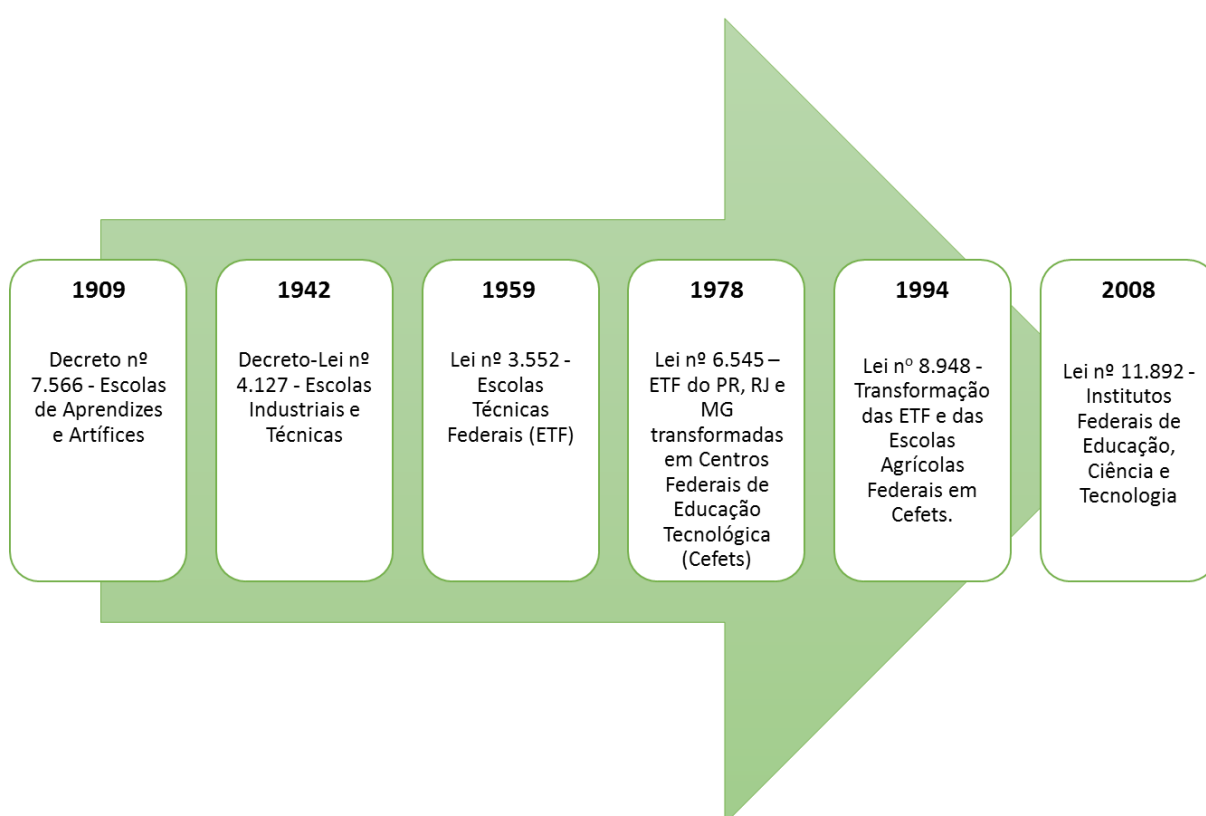 1909
Decreto nº
7.566 - Escolas
de Aprendizes
e Artífices
1942
Decreto-Lei nº
4.127 - Escolas
Industriais e
Técnicas
1959
Lei nº 3.552 -
Escolas
Técnicas
Federais (ETF)
1978
Lei nº 6.545 –
ETF do PR, RJ e
MG
transformadas
em Centros
Federais de
Educação
Tecnológica
(Cefets)
1994
Lei nº 8.948 -
Transformação
das ETF e das
Escolas
Agrícolas
Federais em
Cefets.
2008
Lei nº 11.892 -
Institutos
Federais de
Educação,
Ciência e
Tecnologia